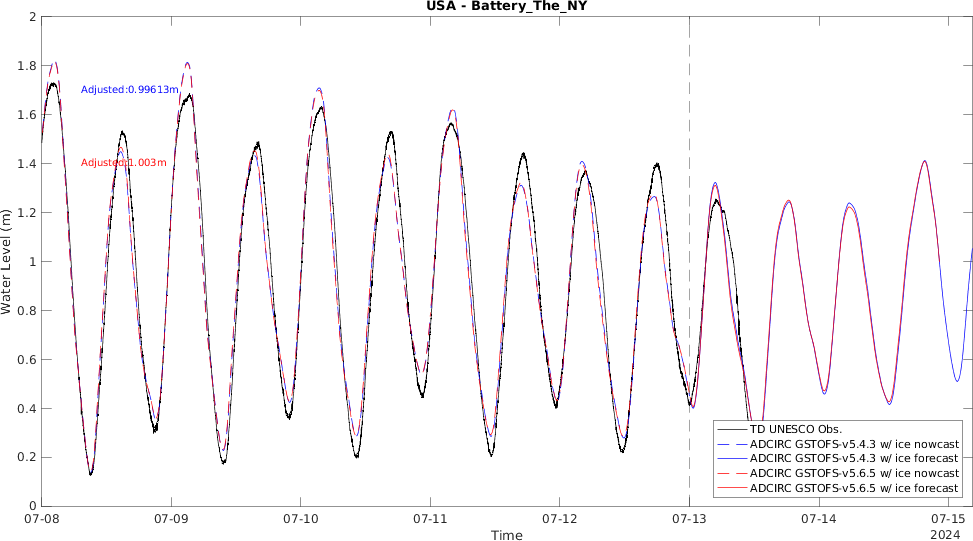 USA - Battery_The_NY
2
1.8
1.6
1.4
1.2
1
0.8
0.6
0.4
0.2
0
Water Level (m)
Adjusted:0.99613m
Adjusted:1.003m
TD UNESCO Obs.
ADCIRC GSTOFS-v5.4.3 w/ ice nowcast
ADCIRC GSTOFS-v5.4.3 w/ ice forecast
ADCIRC GSTOFS-v5.6.5 w/ ice nowcast
ADCIRC GSTOFS-v5.6.5 w/ ice forecast
07-08 07-09 07-10 07-11 07-12 07-13 07-14 07-15
Time 2024